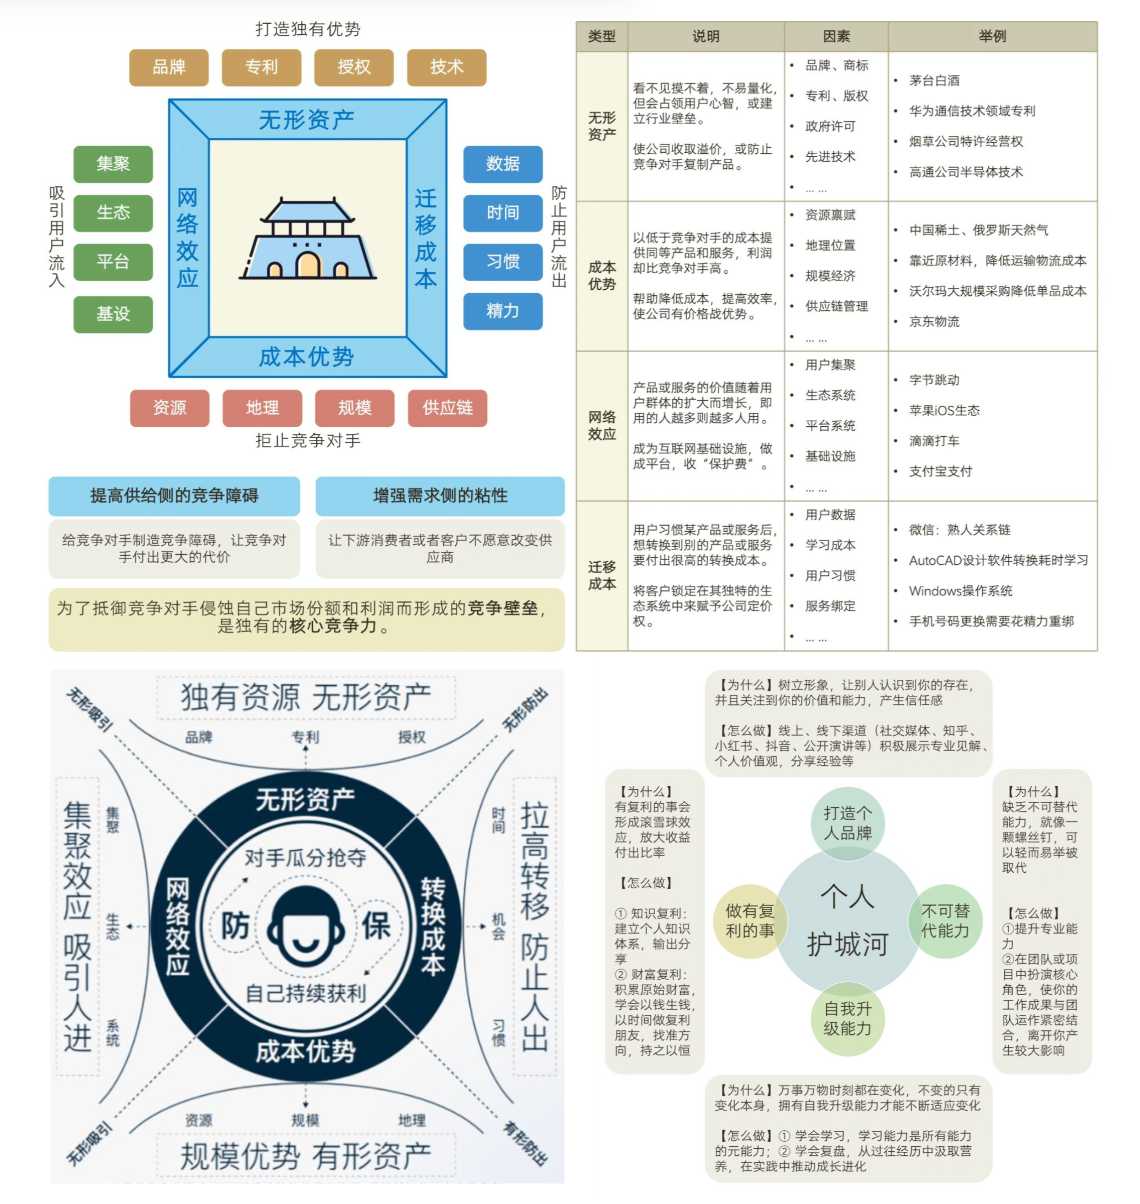 打造独有优势
品牌
专利
授权
技术
无形资产
吸引用户流入
集聚
生态
平台
基设
网络效应
迁移成本
数据
时间
习惯
精力
防止用户流出
成本优势
资源
地理
规模
供应链
拒止竞争对手
提高供给侧的竞争障碍
增强需求侧的粘性
给竞争对手制造竞争障碍，让竞争对
手付出更大的代价
让下游消费者或者客户不愿意改变供
应商
为了抵御竞争对手侵蚀自己市场份额和利润而形成的竞争壁垒，
是独有的核心竞争力。
类型
说明
因素
举例
无形
资产
看不见摸不着，不易量化，
但会占领用户心智，或建
立行业壁垒。
使公司收取溢价，或防止
竞争对手复制产品。
• 品牌、商标
• 专利、版权
• 政府许可
• 先进技术
• ... ...
• 茅台白酒
• 华为通信技术领域专利
• 烟草公司特许经营权
• 高通公司半导体技术
成本
优势
以低于竞争对手的成本提
供同等产品和服务，利润
却比竞争对手高。
帮助降低成本，提高效率，
使公司有价格战优势。
• 资源禀赋
• 地理位置
• 规模经济
• 供应链管理
• ... ...
• 中国稀土、俄罗斯天然气
• 靠近原材料，降低运输物流成本
• 沃尔玛大规模采购降低单品成本
• 京东物流
网络
效应
产品或服务的价值随着用
户群体的扩大而增长，即
用的人越多则越多人用。
成为互联网基础设施，做
成平台，收“保护费”。
• 用户集聚
• 生态系统
• 平台系统
• 基础设施
• ... ...
• 字节跳动
• 苹果iOS生态
• 滴滴打车
• 支付宝支付
迁移
成本
用户习惯某产品或服务后，
想转换到别的产品或服务
要付出很高的转换成本。
将客户锁定在其独特的生
态系统中来赋予公司定价
权。
• 用户数据
• 学习成本
• 用户习惯
• 服务绑定
• ... ...
• 微信：熟人关系链
• AutoCAD设计软件转换耗时学习
• Windows操作系统
• 手机号码更换需要花精力重绑
无形吸引
独有资源 无形资产
无形防出
品牌
专利
授权
集聚效应 吸引人进
集聚
生态
系统
无形资产
网络效应
转换成本
成本优势
对手瓜分抢夺
防
保
自己持续获利
时间
机会
习惯
拉高转移 防止人出
资源
规模
地理
无形吸引
规模优势 有形资产
有形防出
【为什么】树立形象，让别人认识到你的存在，
并且关注到你的价值和能力，产生信任感
【怎么做】线上、线下渠道（社交媒体、知乎、
小红书、抖音、公开演讲等）积极展示专业见解、
个人价值观，分享经验等
【为什么】
有复利的事会
形成滚雪球效
应，放大收益
付出比率
【怎么做】
① 知识复利：
建立个人知识
体系，输出分
享
② 财富复利：
积累原始财富，
学会以钱生钱，
以时间做复利
朋友，找准方
向，持之以恒
打造个
人品牌
做有复
利的事
个人
护城河
不可替
代能力
自我升
级能力
【为什么】
缺乏不可替代
能力，就像一
颗螺丝钉，可
以轻而易举被
取代
【怎么做】
①提升专业能
力
②在团队或项
目中扮演核心
角色，使你的
工作成果与团
队运作紧密结
合，离开你产
生较大影响
【为什么】万事万物时刻都在变化，不变的只有
变化本身，拥有自我升级能力才能不断适应变化
【怎么做】① 学会学习，学习能力是所有能力
的元能力；② 学会复盘，从过往经历中汲取营
养，在实践中推动成长进化